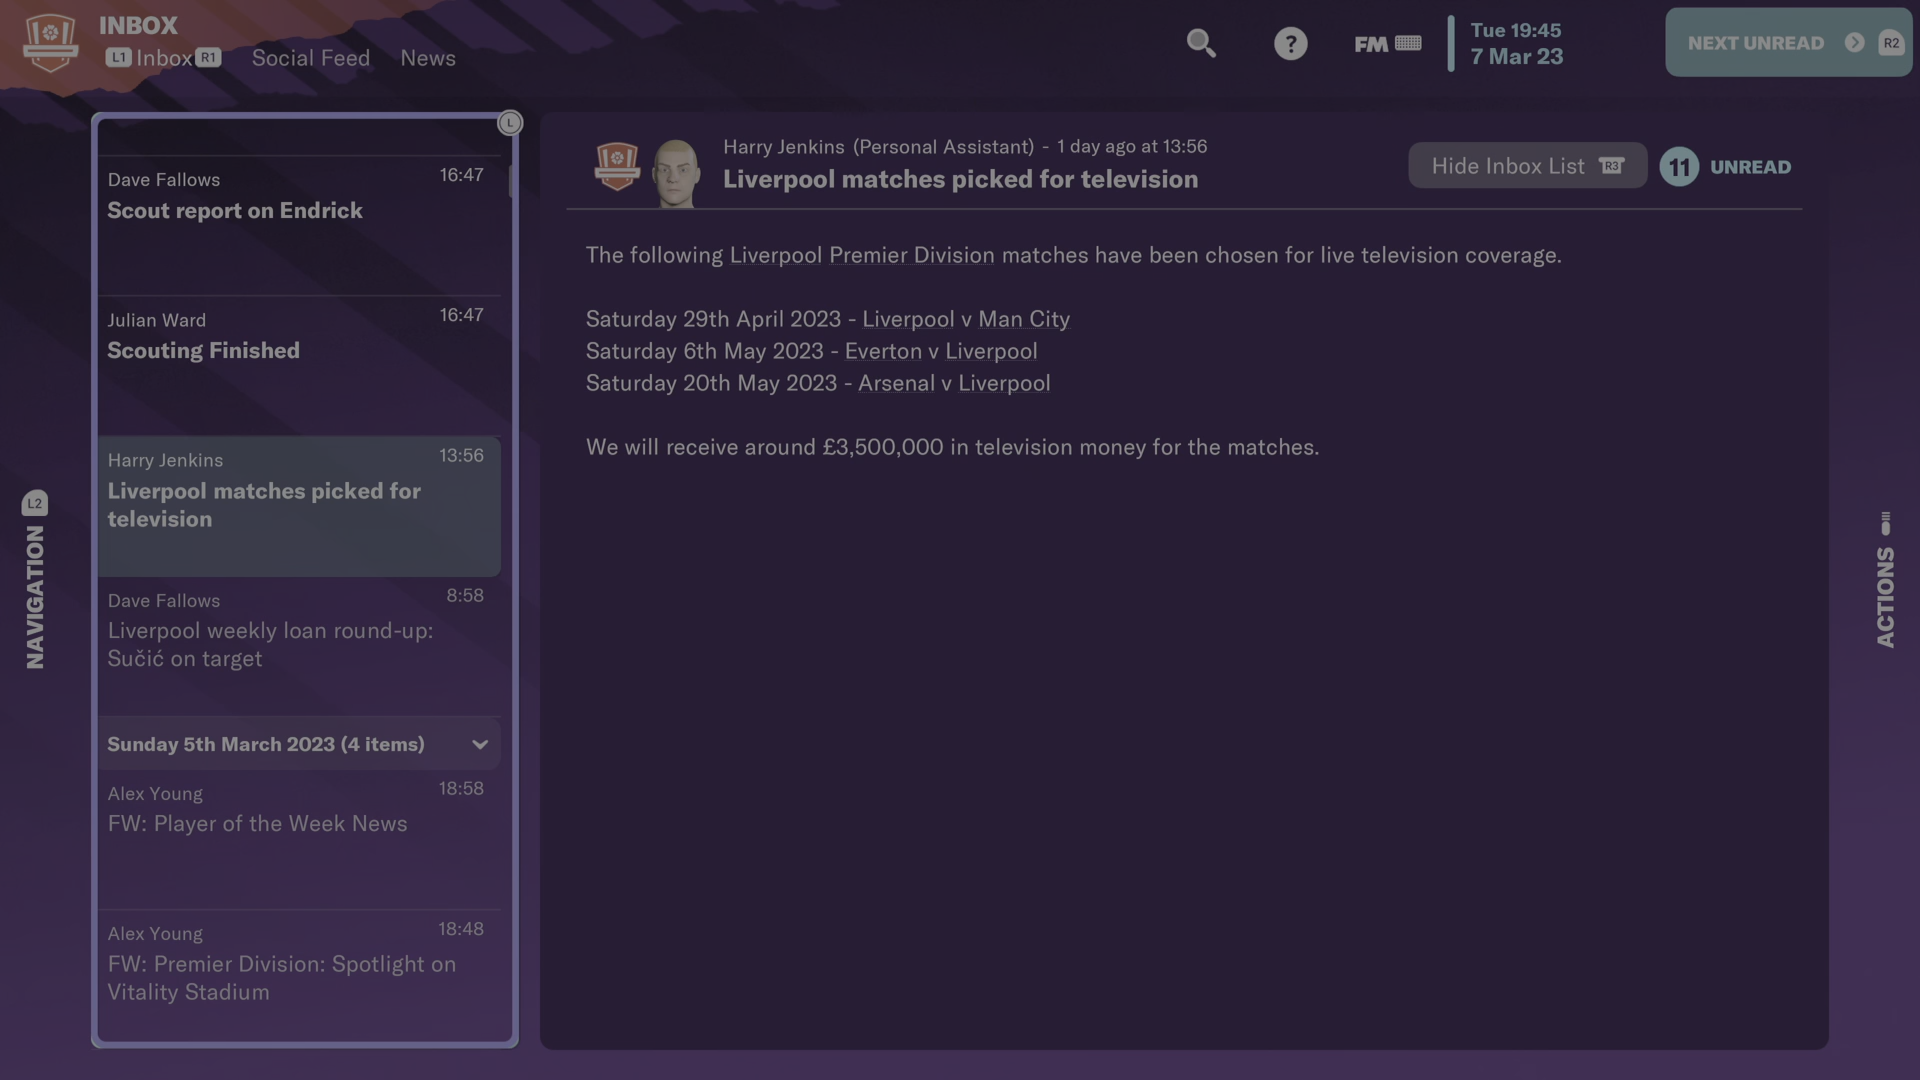 INBOX
L1 Inbox R1 Social Feed News
?
FM
Tue 19:45
7 Mar 23
NEXT UNREAD R2
L
Dave Fallows 16:47
Scout report on Endrick
Julian Ward 16:47
Scouting Finished
Harry Jenkins 13:56
Liverpool matches picked for
television
Dave Fallows 8:58
Liverpool weekly loan round-up:
Sučić on target
Sunday 5th March 2023 (4 items)
Alex Young 18:58
FW: Player of the Week News
Alex Young 18:48
FW: Premier Division: Spotlight on
Vitality Stadium
L2
NAVIGATION
Harry Jenkins (Personal Assistant) - 1 day ago at 13:56
Liverpool matches picked for television
Hide Inbox List R3
11 UNREAD
The following Liverpool Premier Division matches have been chosen for live television coverage.
Saturday 29th April 2023 - Liverpool v Man City
Saturday 6th May 2023 - Everton v Liverpool
Saturday 20th May 2023 - Arsenal v Liverpool
We will receive around £3,500,000 in television money for the matches.
ACTIONS